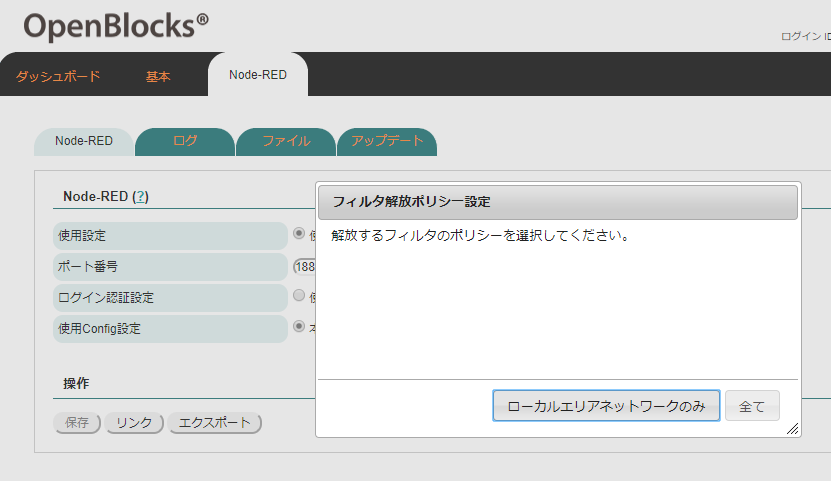 OpenBlocks®
ログイン ID
ダッシュボード 基本 Node-RED
Node-RED ログ ファイル アップデート
Node-RED (?)
使用設定
ポート番号 188
ログイン認証設定
使用Config設定
フィルタ解放ポリシー設定
解放するフィルタのポリシーを選択してください。
ローカルエリアネットワークのみ 全て
操作
保存 リンク エクスポート